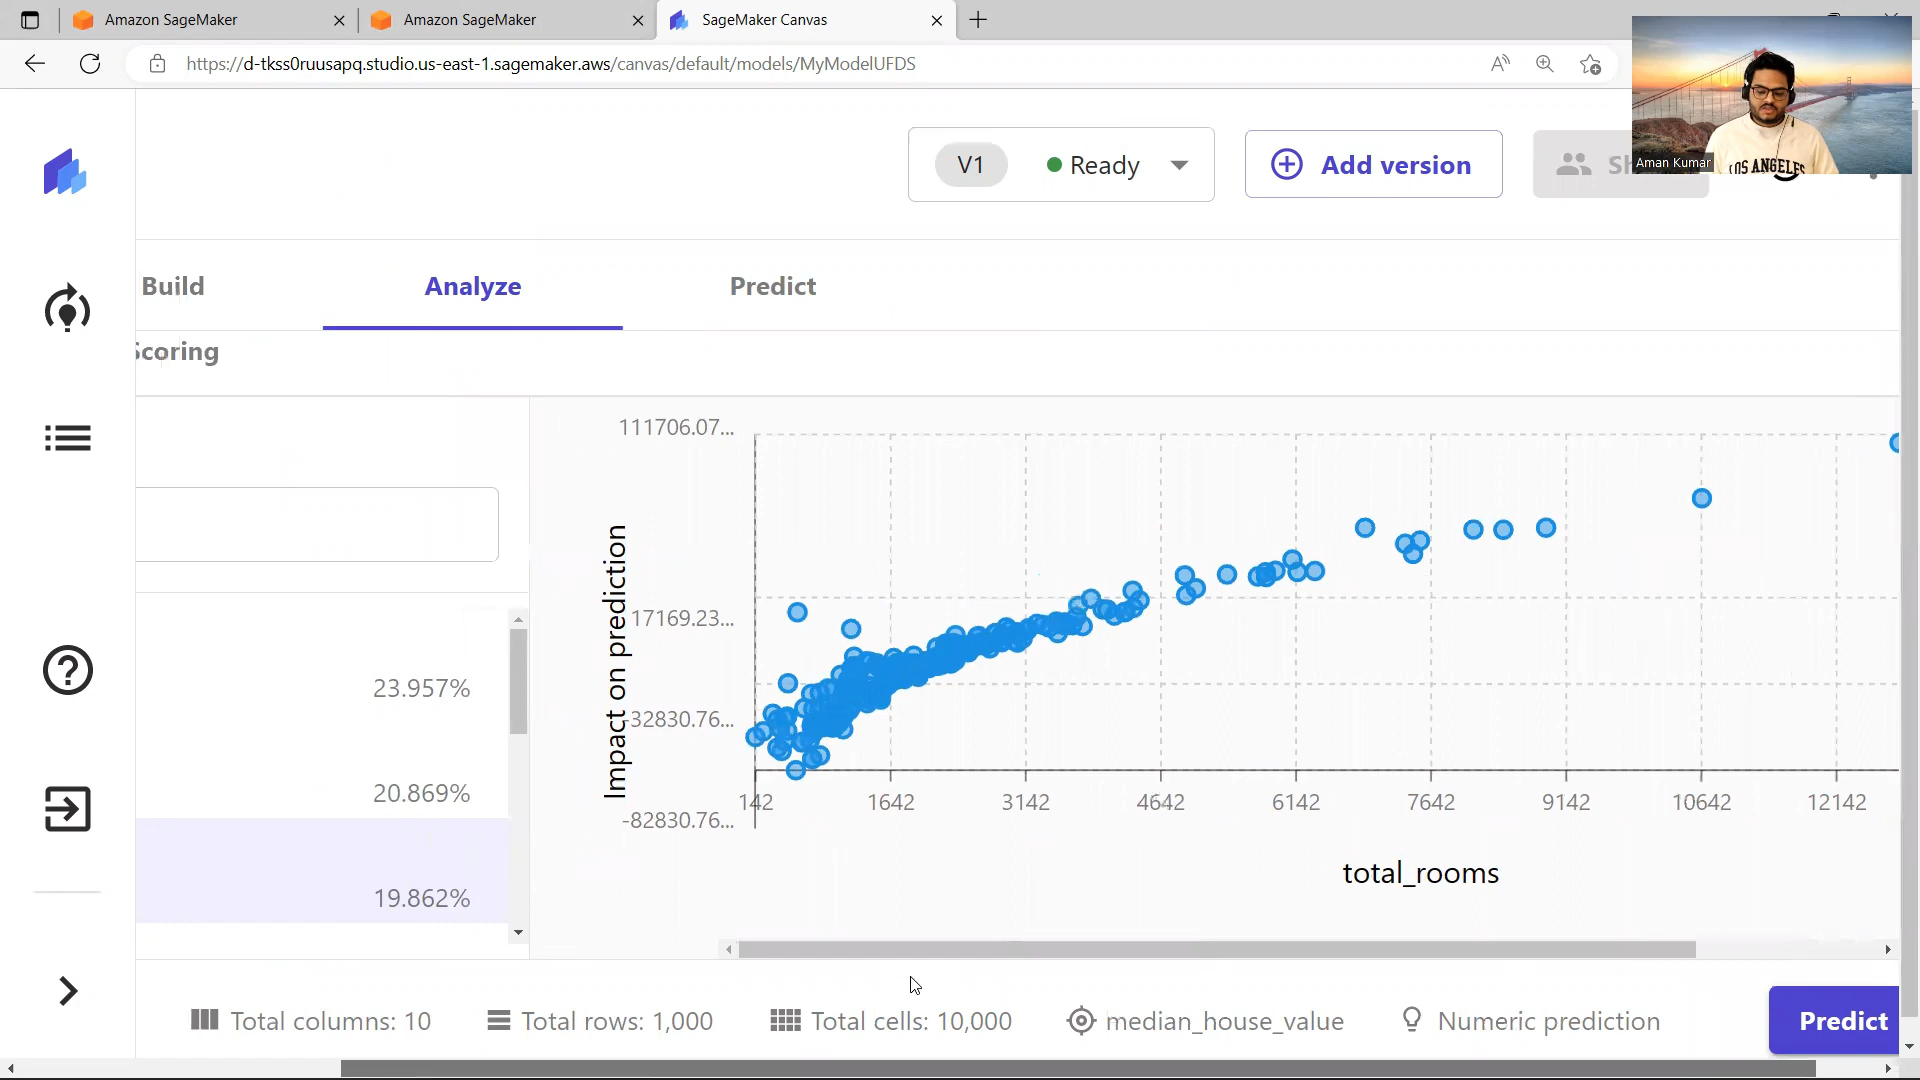 Amazon SageMaker
Amazon SageMaker
SageMaker Canvas
https://d-tkss0ruusapq.studio.us-east-1.sagemaker.aws/canvas/default/models/MyModelUFDS
Aman Kumar
LOS ANGELES
V1
Ready
Add version
Build
Analyze
Predict
Scoring
23.957%
20.869%
19.862%
Impact on prediction
111706.07...
17169.23...
-32830.76...
-82830.76...
142
1642
3142
4642
6142
7642
9142
10642
12142
total_rooms
Total columns: 10
Total rows: 1,000
Total cells: 10,000
median_house_value
Numeric prediction
Predict